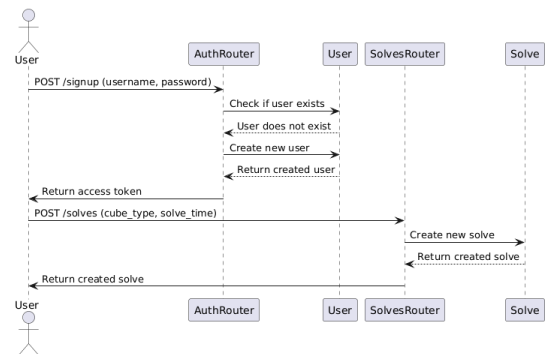 User
AuthRouter
User
SolvesRouter
Solve
POST /signup (username, password)
Check if user exists
User does not exist
Create new user
Return created user
Return access token
POST /solves (cube_type, solve_time)
Create new solve
Return created solve
Return created solve
User
AuthRouter
User
SolvesRouter
Solve